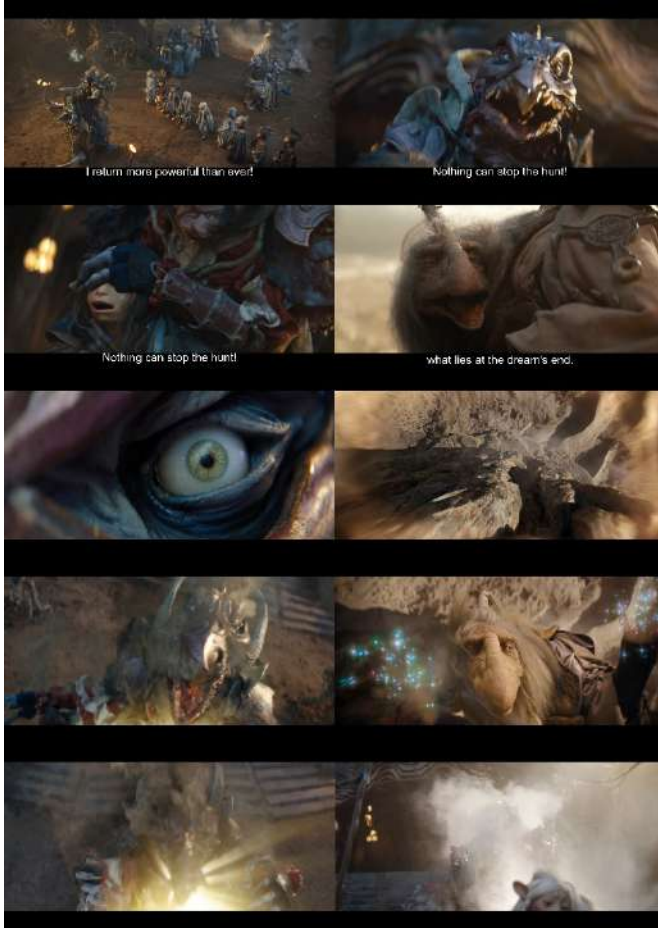 I return more powerful than ever!
Nothing can stop the hunt!
Nothing can stop the hunt!
what lies at the dream's end.